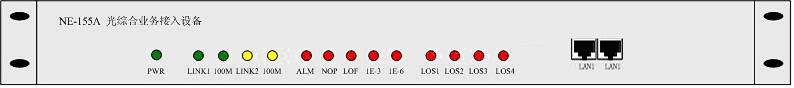 NE-155A 光综合业务接入设备
PWR LINK1 100M LINK2 100M ALM NOP LOF 1E-3 1E-6 LOS1 LOS2 LOS3 LOS4 LAN1 LAN1